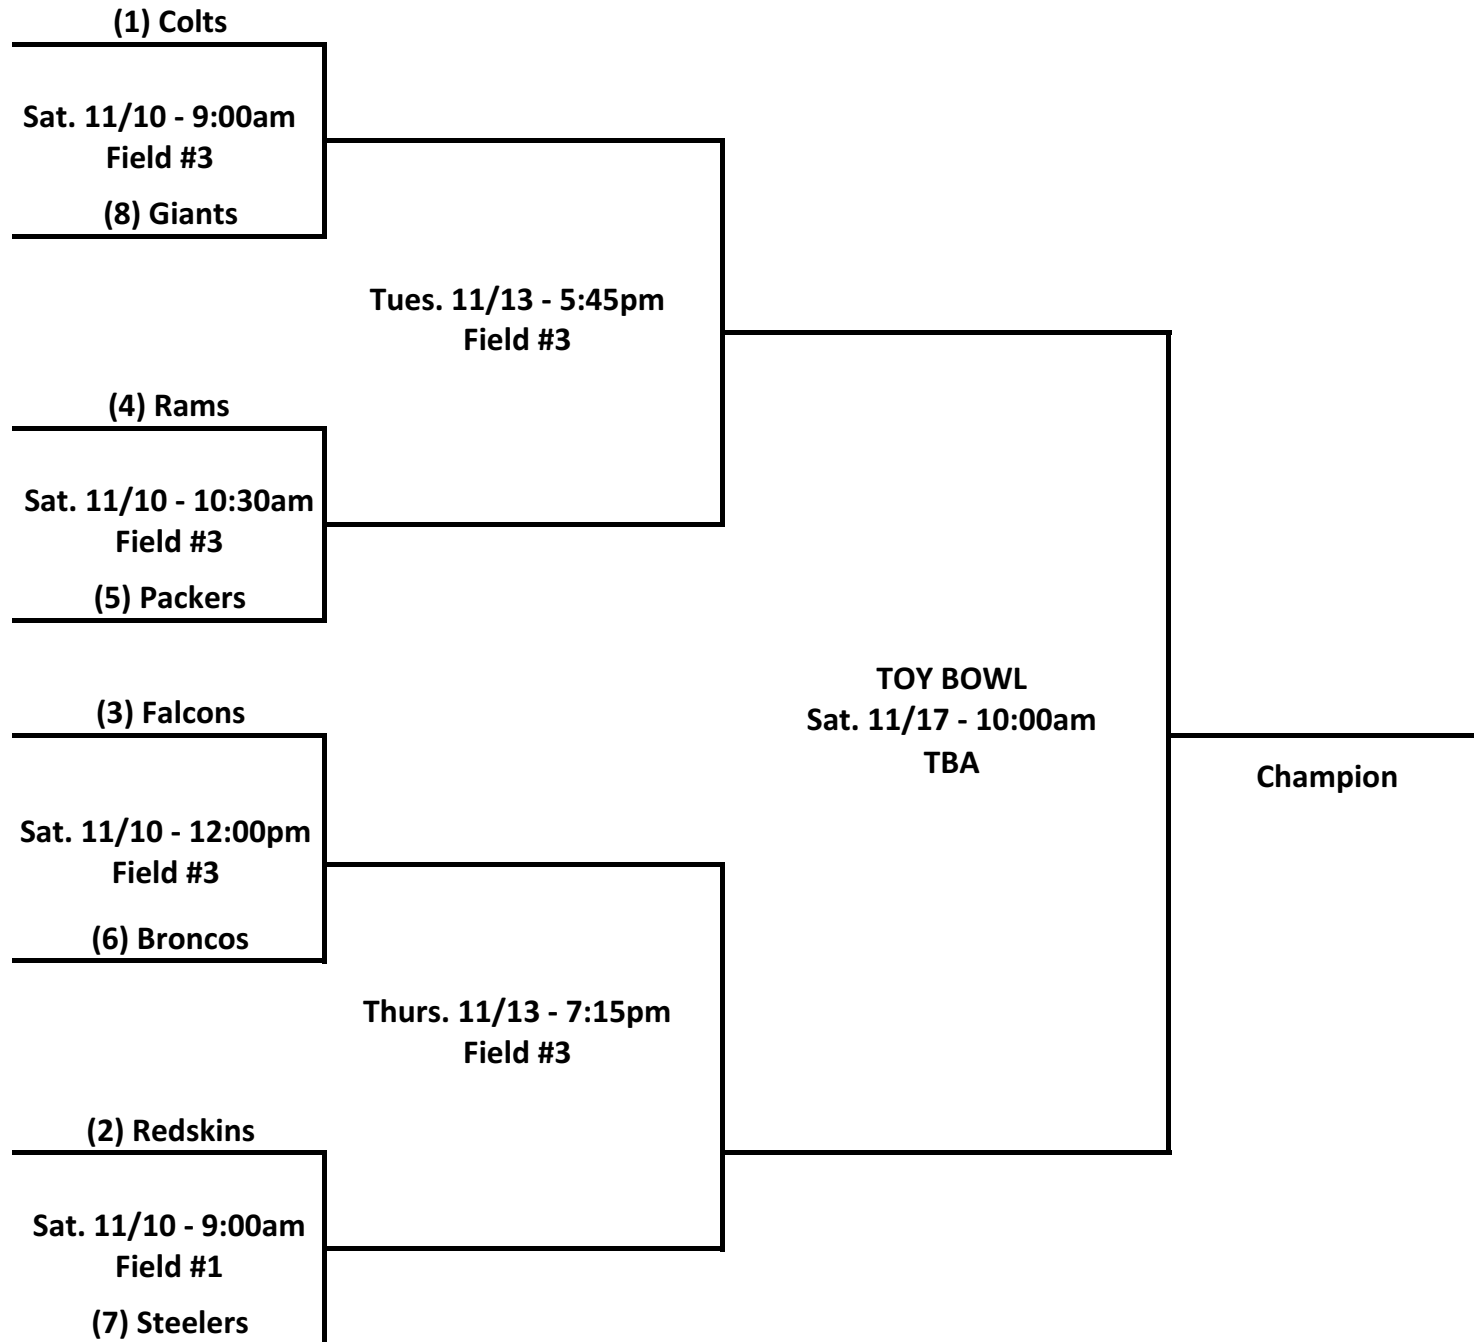 (1) Colts
Sat. 11/10 - 9:00am
Field #3
(8) Giants
Tues. 11/13 - 5:45pm
Field #3
(4) Rams
Sat. 11/10 - 10:30am
Field #3
(5) Packers
TOY BOWL
Sat. 11/17 - 10:00am
TBA
Champion
(3) Falcons
Sat. 11/10 - 12:00pm
Field #3
(6) Broncos
Thurs. 11/13 - 7:15pm
Field #3
(2) Redskins
Sat. 11/10 - 9:00am
Field #1
(7) Steelers